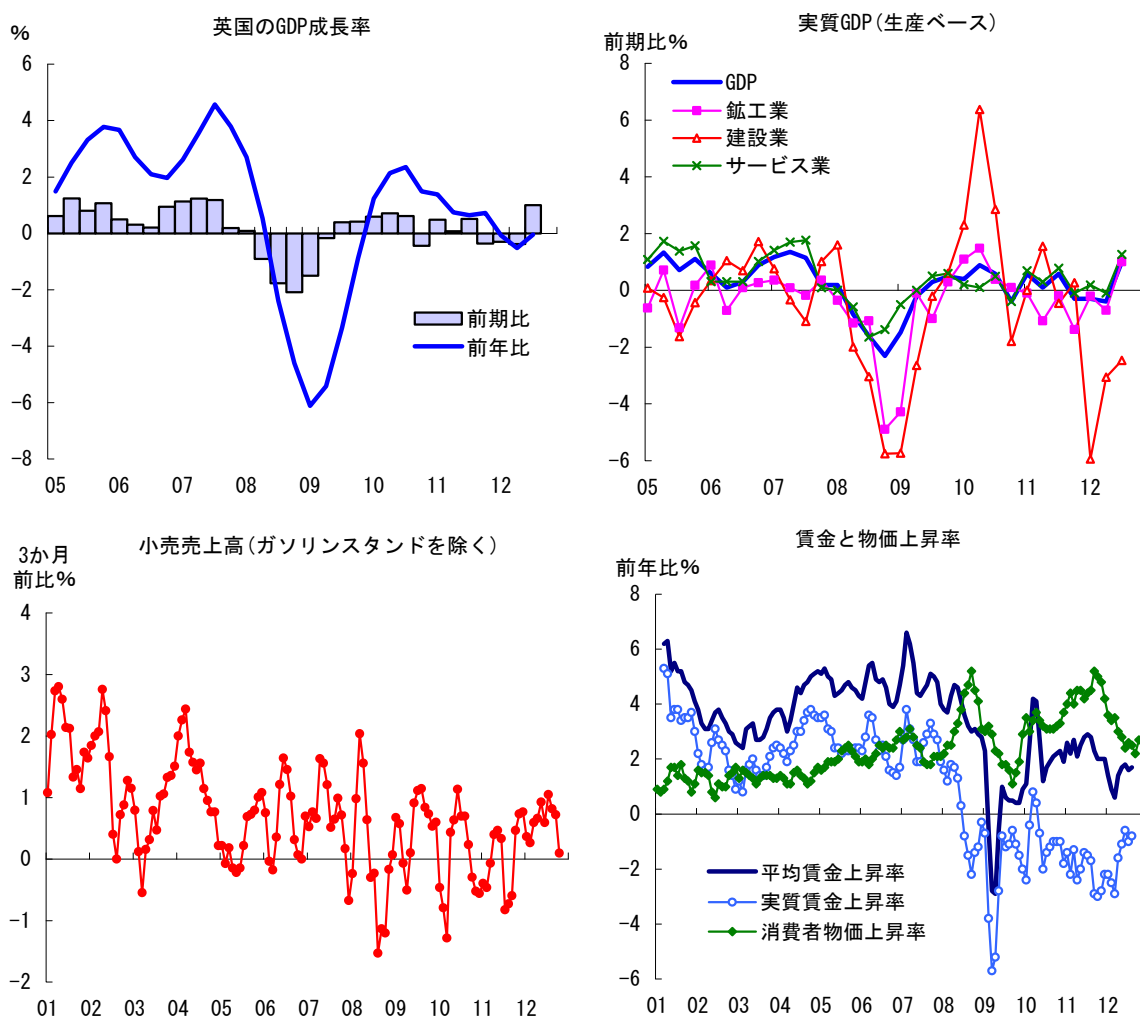 英国のGDP成長率
%
6
4
2
0
-2
-4
-6
-8
前期比
前年比
05 06 07 08 09 10 11 12
実質GDP(生産ベース)
前期比%
8
6
4
2
0
-2
-4
-6
GDP
鉱工業
建設業
サービス業
05 06 07 08 09 10 11 12
小売売上高(ガソリンスタンドを除く)
3か月
前比%
4
3
2
1
0
-1
-2
01 02 03 04 05 06 07 08 09 10 11 12
賃金と物価上昇率
前年比%
8
6
4
2
0
-2
-4
-6
平均賃金上昇率
実質賃金上昇率
消費者物価上昇率
01 02 03 04 05 06 07 08 09 10 11 12